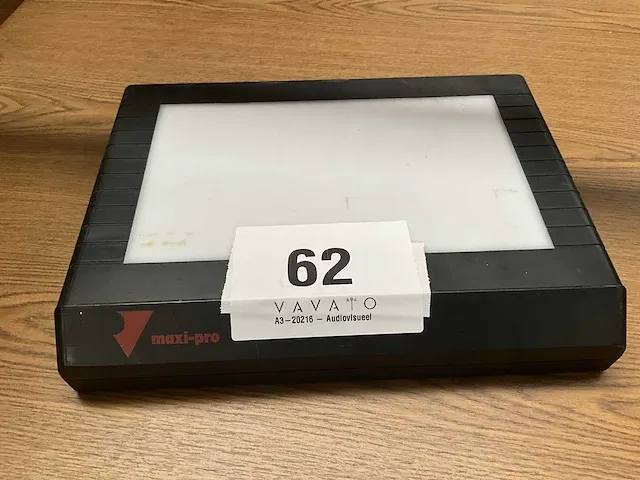 62
VAVATO
A3-20216 - Audiovisueel
maxi-pro